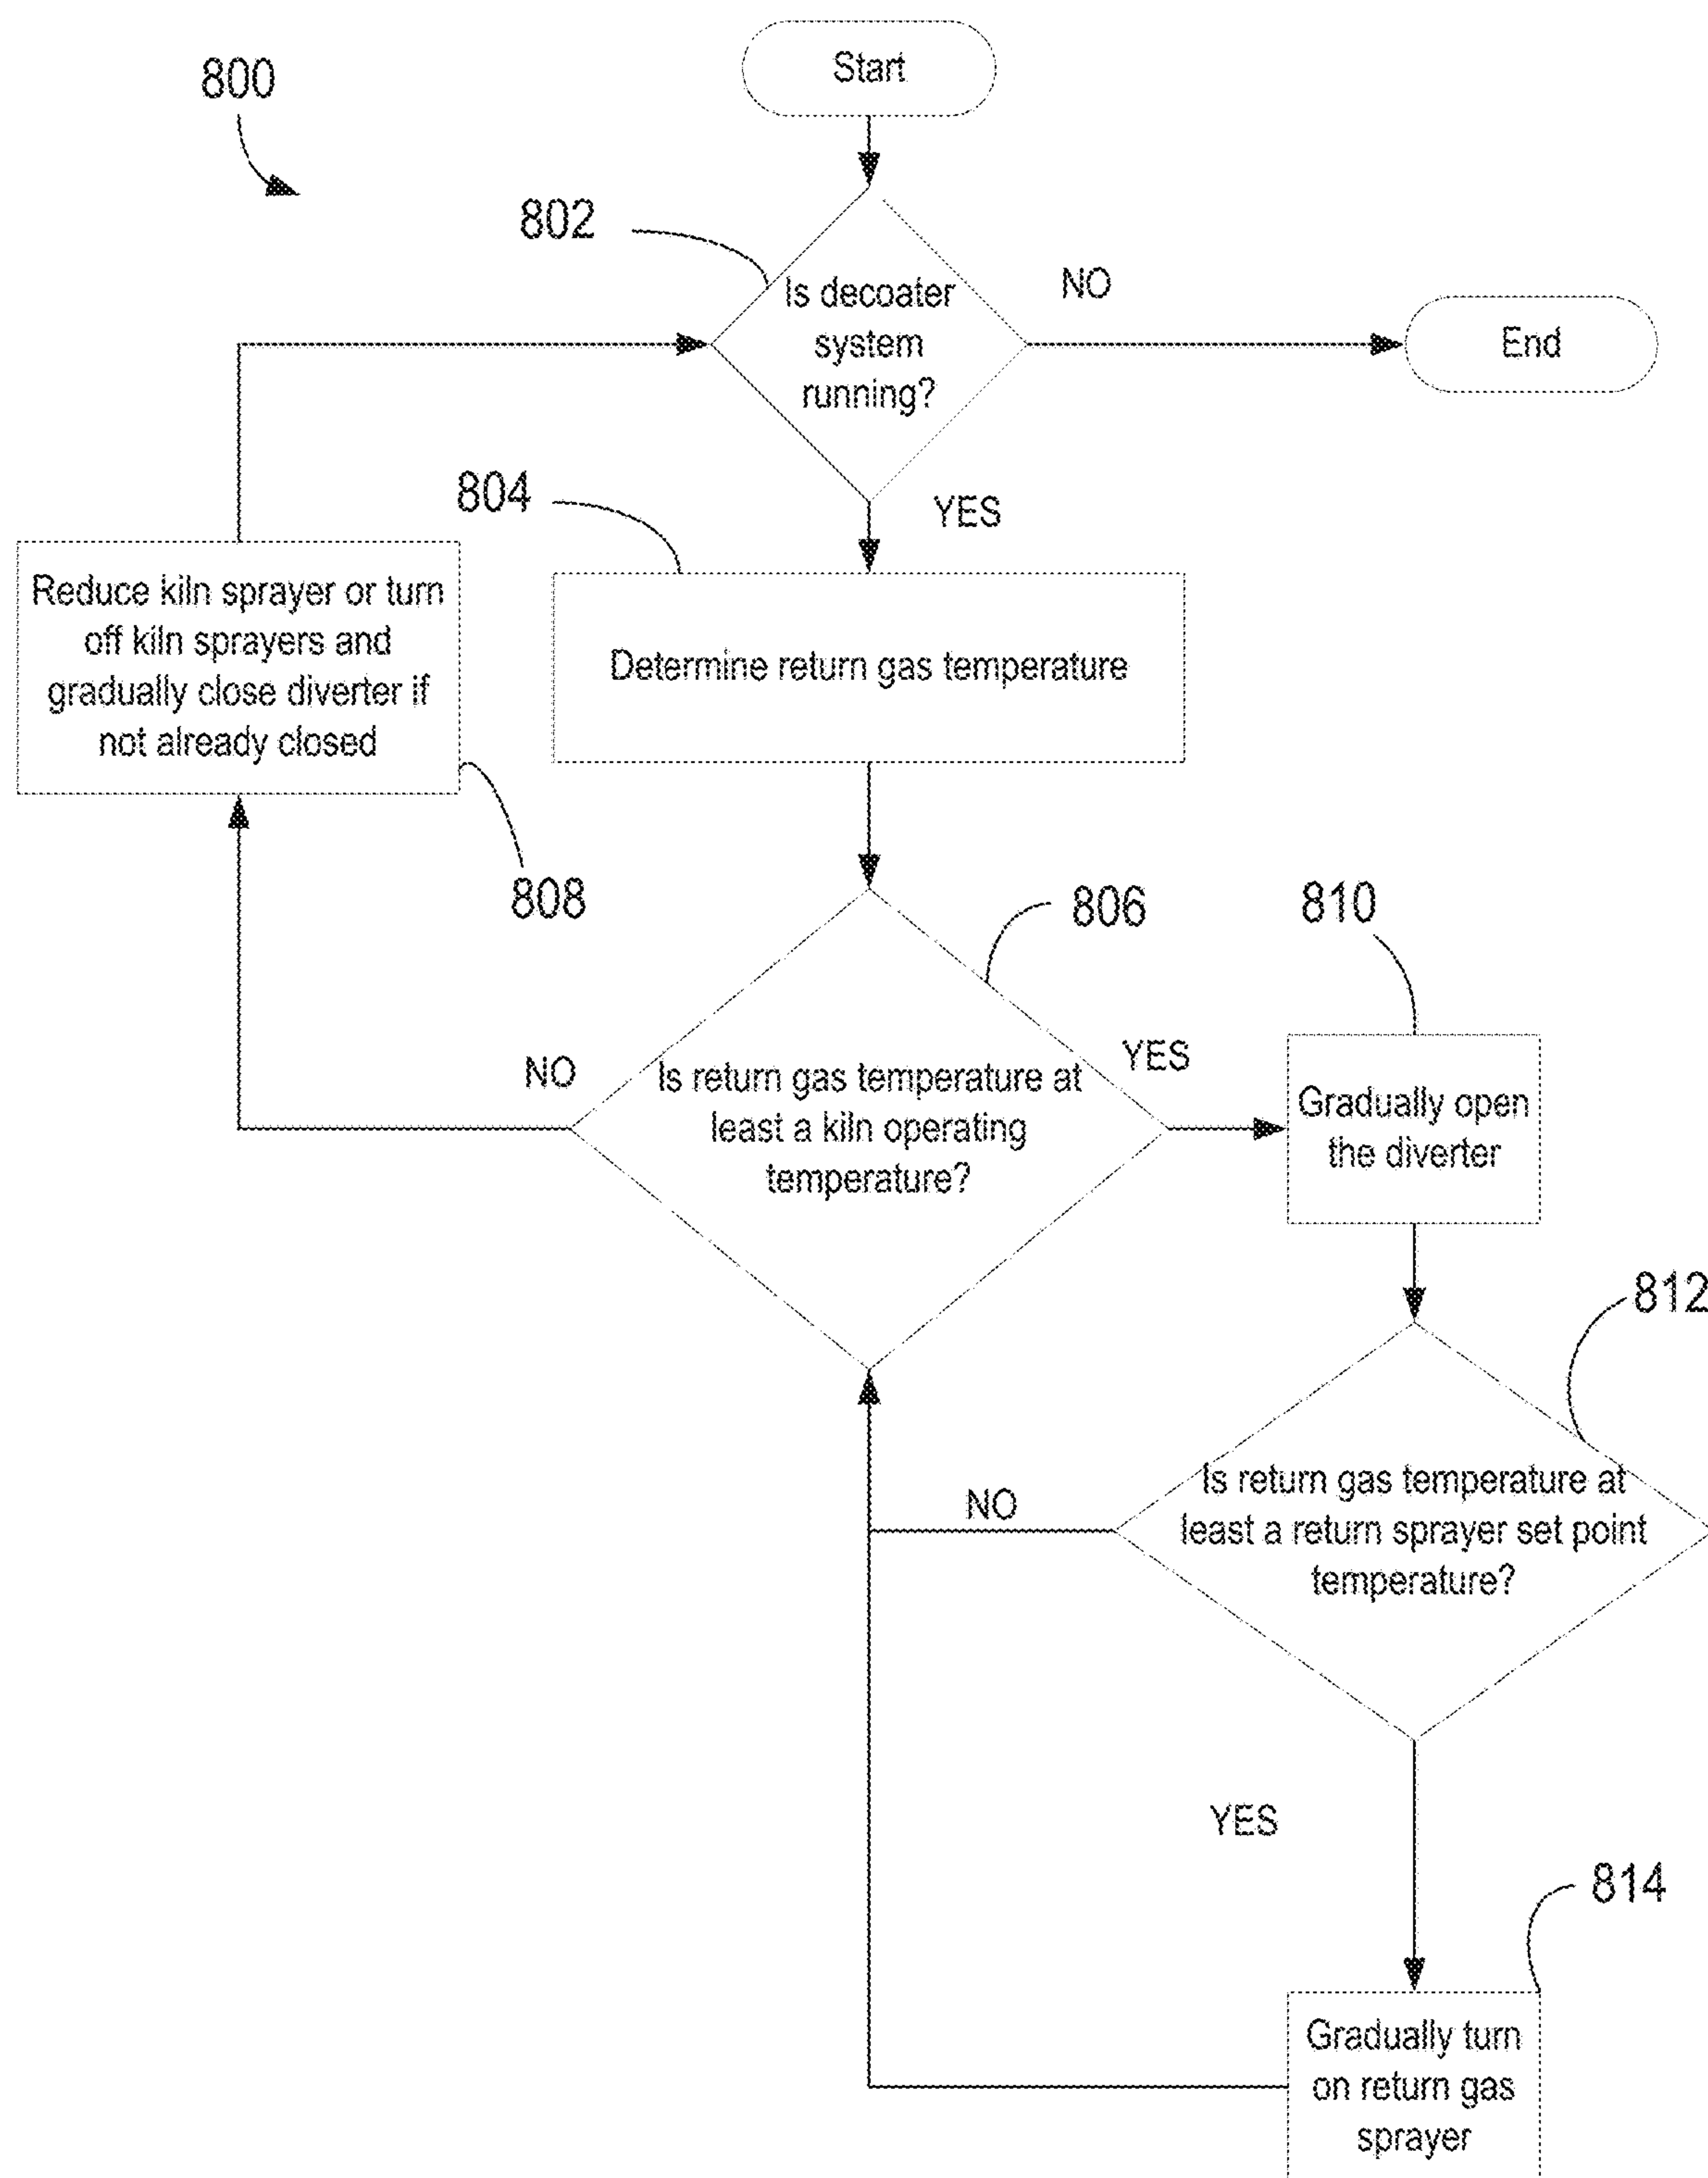 Start
800
802
Is decoater
system
running?
NO
End
804
YES
Reduce kiln sprayer or turn
off kiln sprayers and
gradually close diverter if
not already closed
Determine return gas temperature
808
806
810
NO
YES
Is return gas temperature at
least a kiln operating
temperature?
Gradually open
the diverter
812
Is return gas temperature at
least a return sprayer set point
temperature?
NO
YES
814
Gradually turn
on return gas
sprayer